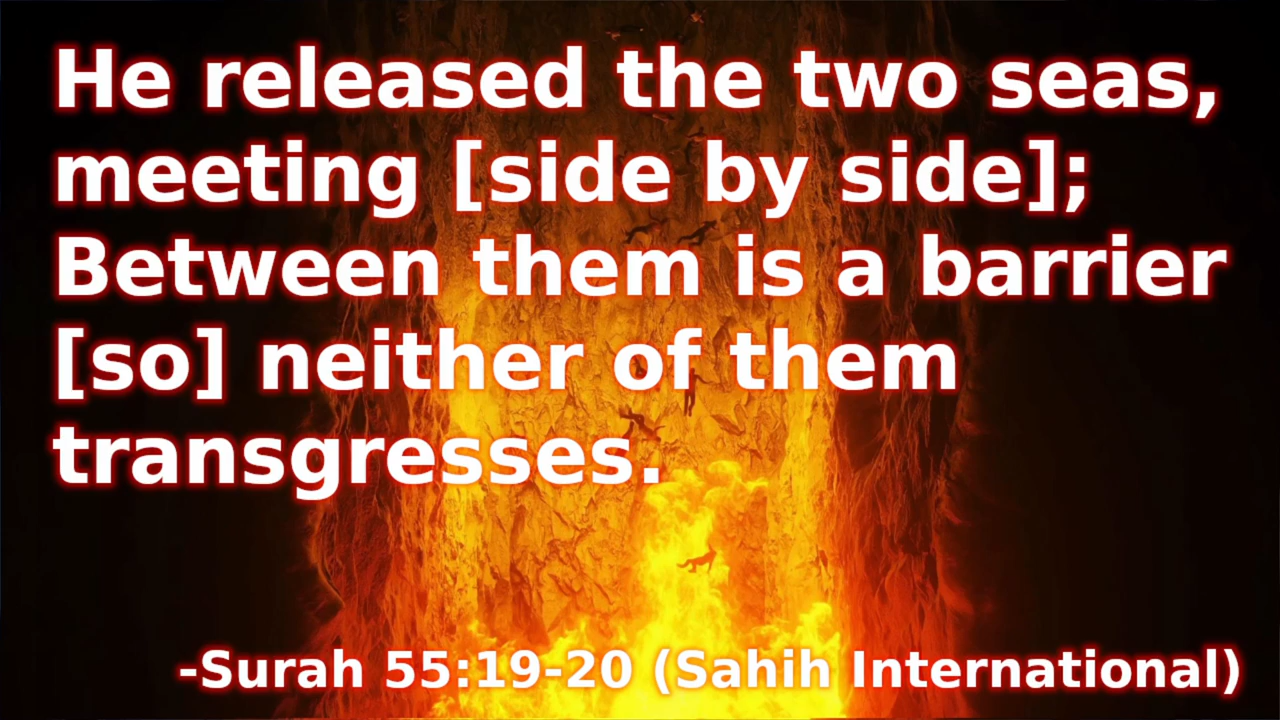 He released the two seas,
meeting [side by side];
Between them is a barrier
[so] neither of them
transgresses.
-Surah 55:19-20 (Sahih International)